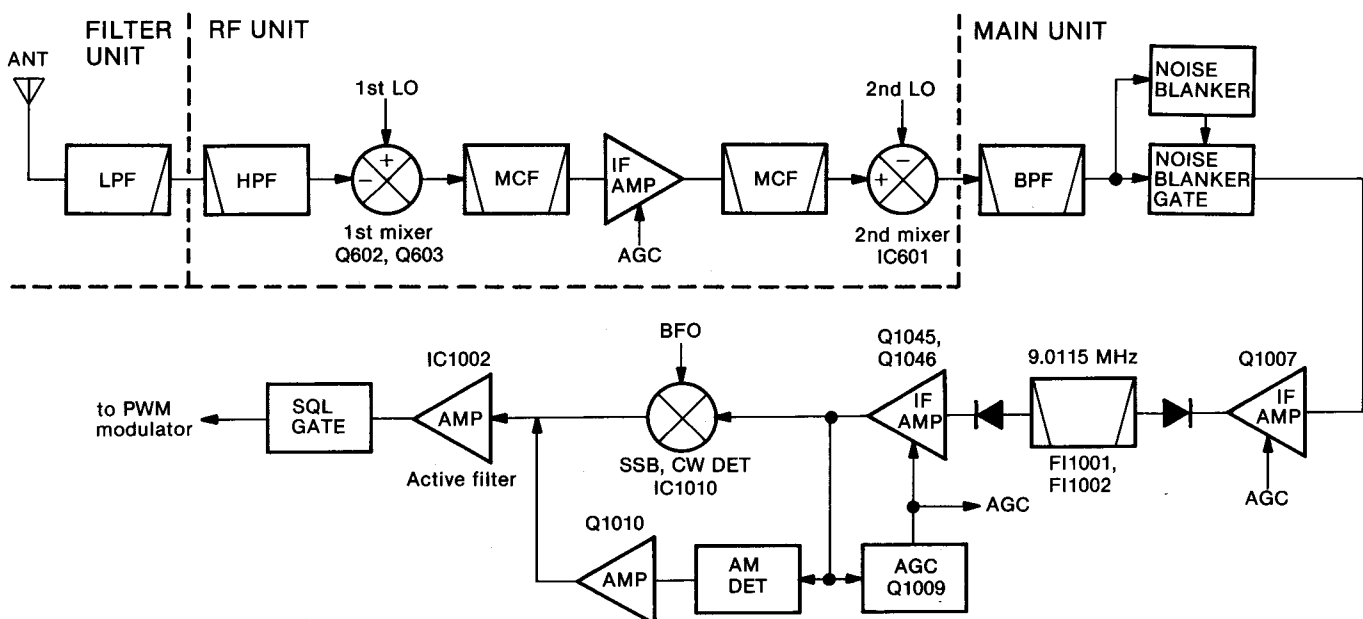 FILTER
UNIT
RF UNIT
MAIN UNIT
ANT
1st LO
2nd LO
NOISE
BLANKER
LPF
HPF
+
−
MCF
IF
AMP
MCF
−
+
BPF
NOISE
BLANKER
GATE
1st mixer
Q602, Q603
AGC
2nd mixer
IC601
BFO
Q1045,
Q1046
9.0115 MHz
Q1007
IC1002
to PWM
modulator
SQL
GATE
AMP
IF
AMP
IF
AMP
Active filter
SSB, CW DET
IC1010
FI1001,
FI1002
AGC
AGC
Q1010
AMP
AM
DET
AGC
Q1009